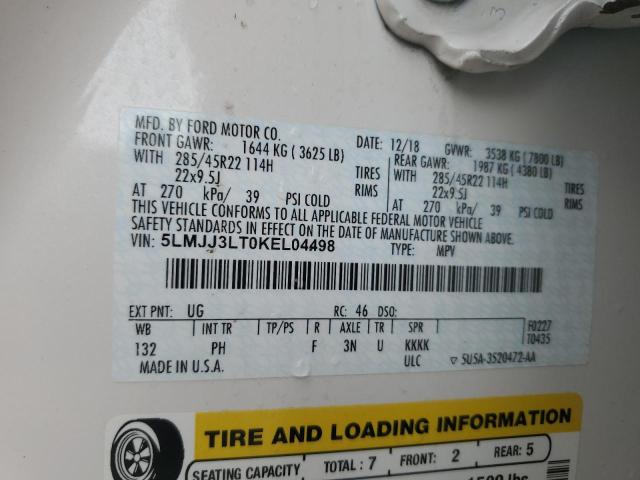 MFD. BY FORD MOTOR CO.
DATE: 12/18 GVWR: 3538 KG (7800 LB)
FRONT GAWR: 1644 KG (3625 LB) REAR GAWR: 1987 KG (4380 LB)
WITH 285/45R22 114H TIRES WITH 285/45R22 114H TIRES
22x9.5J RIMS 22x9.5J RIMS
AT 270 kPa/ 39 PSI COLD AT 270 kPa/ 39 PSI COLD
THIS VEHICLE CONFORMS TO ALL APPLICABLE FEDERAL MOTOR VEHICLE
SAFETY STANDARDS IN EFFECT ON THE DATE OF MANUFACTURE SHOWN ABOVE.
VIN: 5LMJJ3LT0KEL04498 TYPE: MPV
EXT PNT: UG RC: 46 DSO: F0227
WB INT TR TP/PS R AXLE TR SPR T0435
132 PH F 3N U KKKK
MADE IN U.S.A. ULC ▽ 5USA-3520472-AA
TIRE AND LOADING INFORMATION
SEATING CAPACITY TOTAL: 7 FRONT: 2 REAR: 5